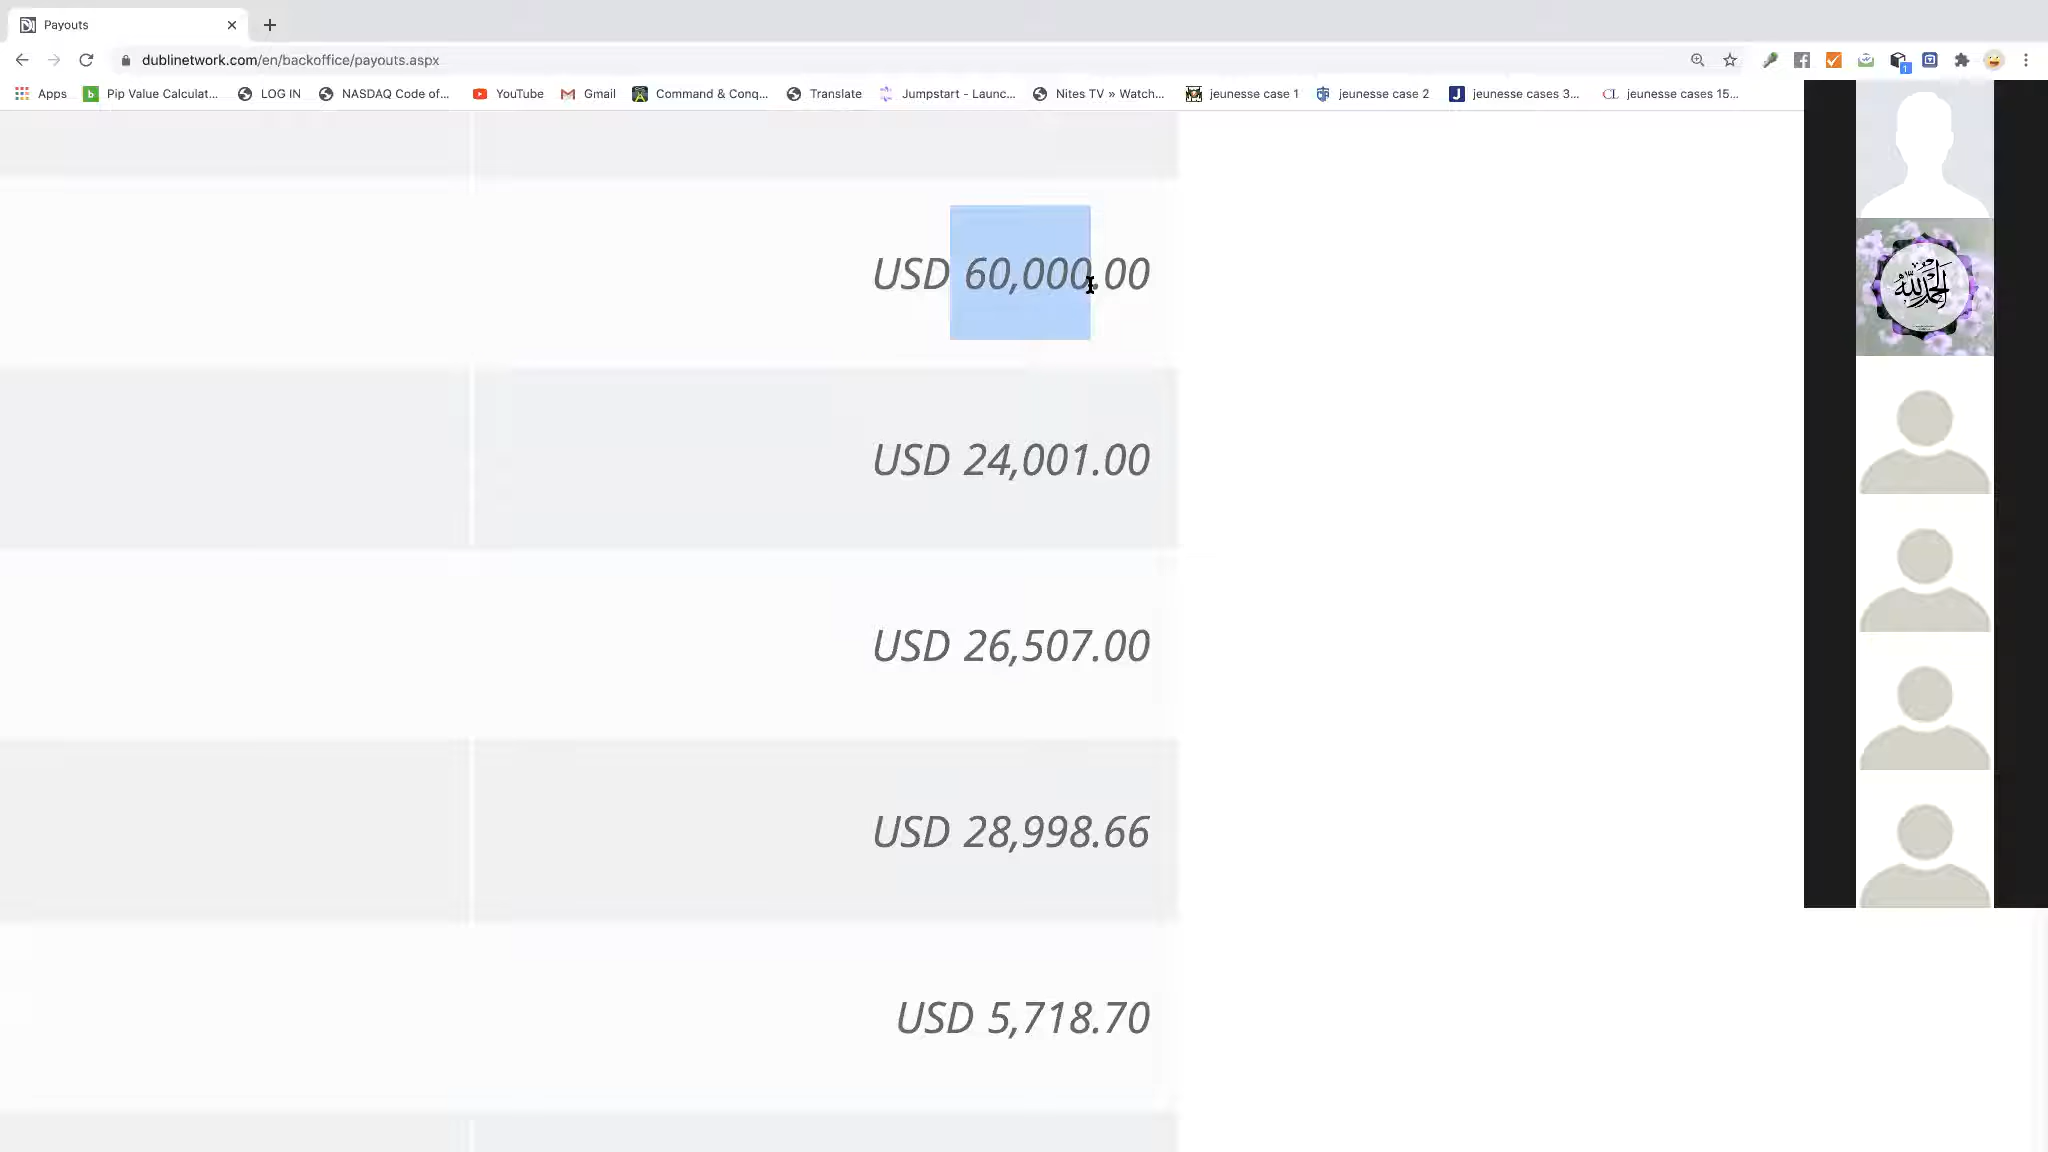 Payouts
dublinetwork.com/en/backoffice/payouts.aspx
Apps
Pip Value Calculat...
LOG IN
NASDAQ Code of...
YouTube
Gmail
Command & Conq...
Translate
Jumpstart - Launc...
Nites TV » Watch...
jeunesse case 1
jeunesse case 2
jeunesse cases 3...
CL jeunesse cases 15...
USD 60,000.00
USD 24,001.00
USD 26,507.00
USD 28,998.66
USD 5,718.70
الحمد لله